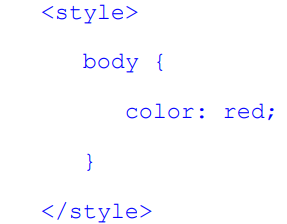 <style>
body {
color: red;
}
</style>